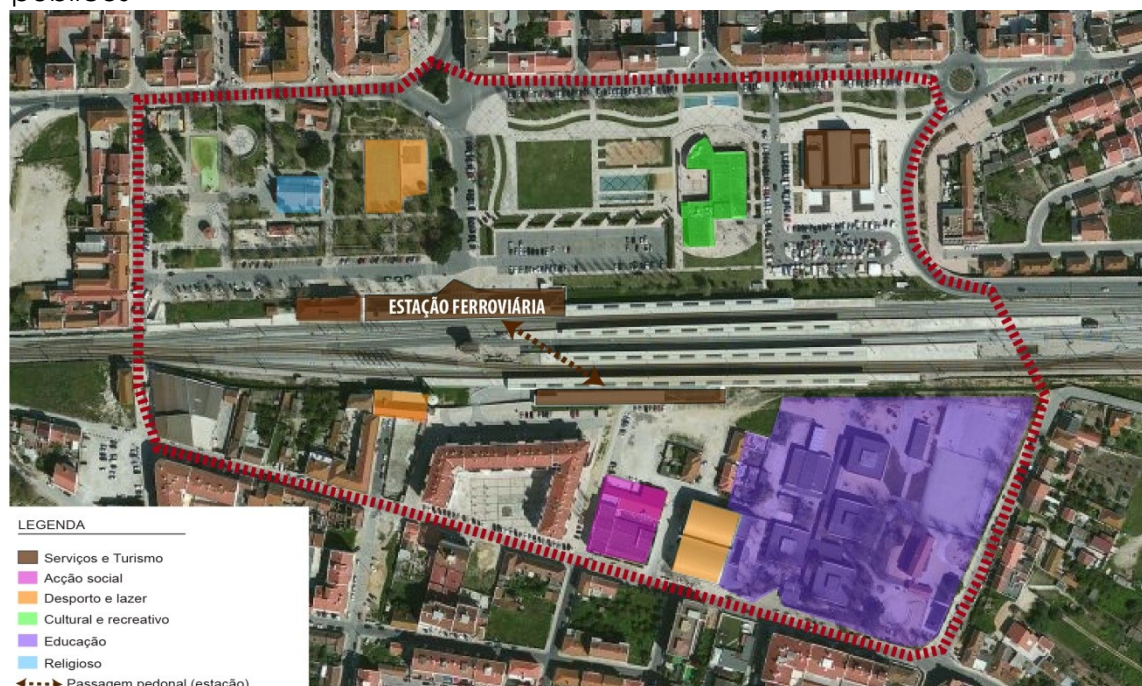 ESTAÇÃO FERROVIÁRIA
LEGENDA
Serviços e Turismo
Acção social
Desporto e lazer
Cultural e recreativo
Educação
Religioso
Passagem pedonal (estação)